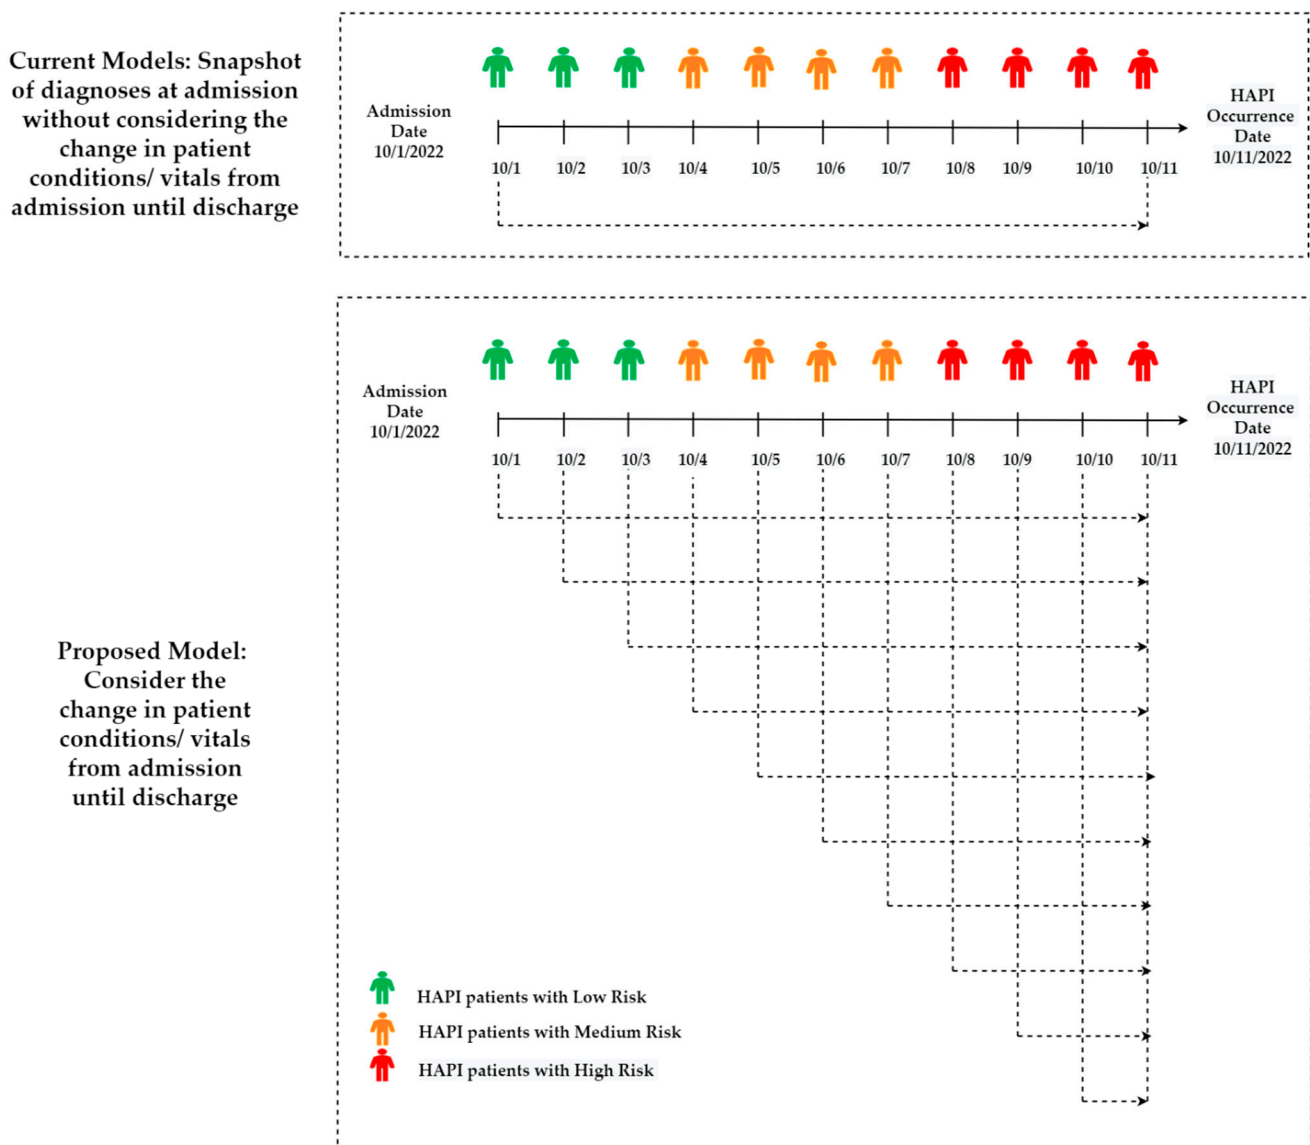 Current Models: Snapshot
of diagnoses at admission
without considering the
change in patient
conditions/ vitals from
admission until discharge
Admission
Date
10/1/2022
10/1 10/2 10/3 10/4 10/5 10/6 10/7 10/8 10/9 10/10 10/11
HAPI
Occurrence
Date
10/11/2022
Proposed Model:
Consider the
change in patient
conditions/ vitals
from admission
until discharge
Admission
Date
10/1/2022
10/1 10/2 10/3 10/4 10/5 10/6 10/7 10/8 10/9 10/10 10/11
HAPI
Occurrence
Date
10/11/2022
HAPI patients with Low Risk
HAPI patients with Medium Risk
HAPI patients with High Risk